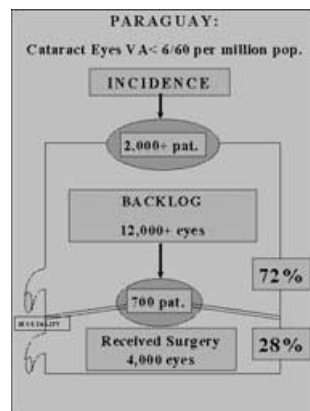 PARAGUAY:
Cataract Eyes VA< 6/60 per million pop.
INCIDENCE
2,000+ pat.
BACKLOG
12,000+ eyes
72%
700 pat.
MORTALITY
Received Surgery
4,000 eyes
28%